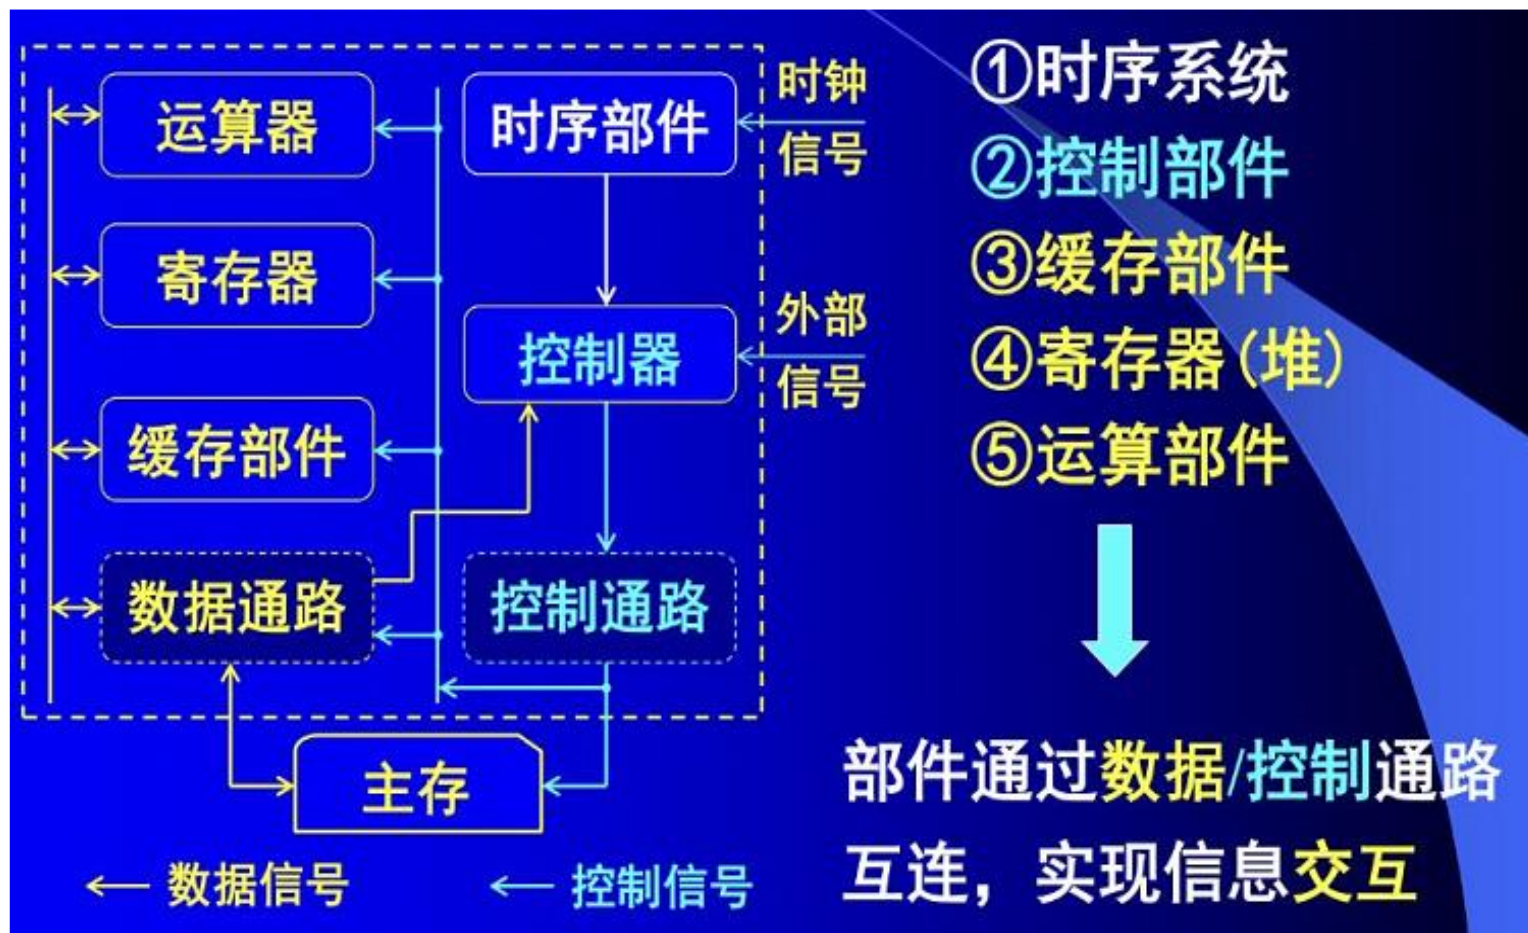 运算器
时序部件
时钟
信号
寄存器
控制器
外部
信号
缓存部件
数据通路
控制通路
主存
数据信号
控制信号
①时序系统
②控制部件
③缓存部件
④寄存器(堆)
⑤运算部件
部件通过数据/控制通路
互连，实现信息交互